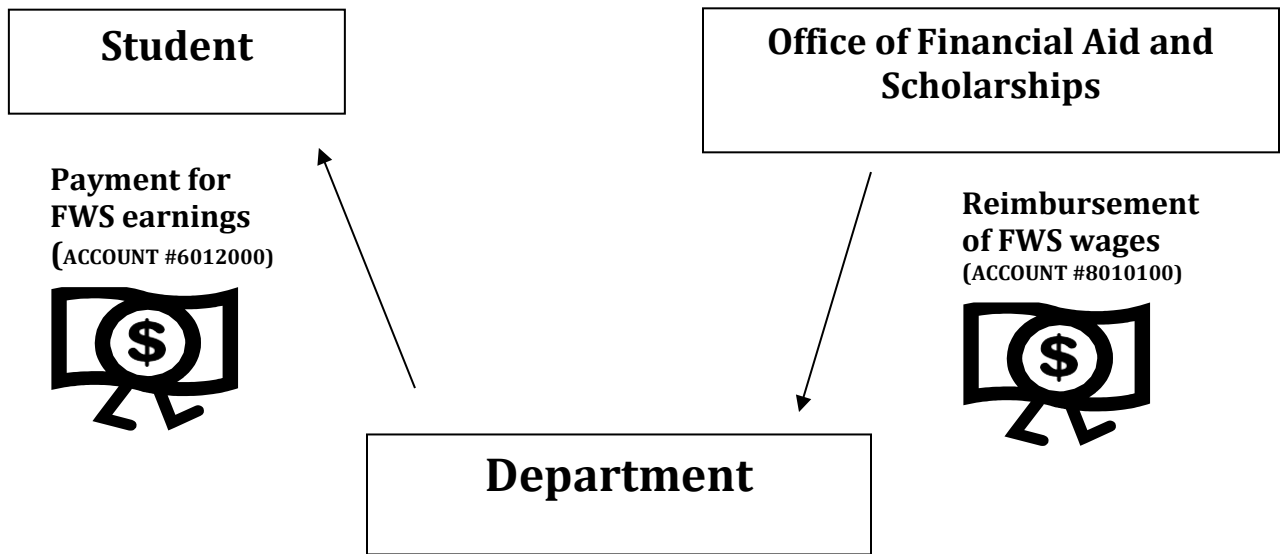 Student
Office of Financial Aid and
Scholarships
Payment for
FWS earnings
(ACCOUNT #6012000)
$
Reimbursement
of FWS wages
(ACCOUNT #8010100)
$
Department